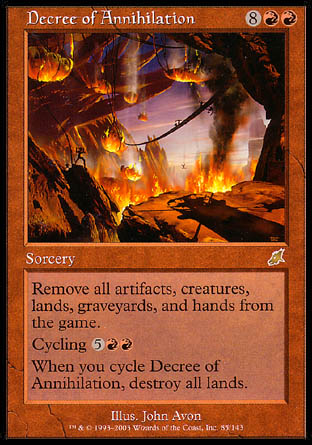 Decree of Annihilation 8
Sorcery
Remove all artifacts, creatures,
lands, graveyards, and hands from
the game.
Cycling 5
When you cycle Decree of
Annihilation, destroy all lands.
Illus. John Avon
™ & © 1993-2003 Wizards of the Coast, Inc. 85/143